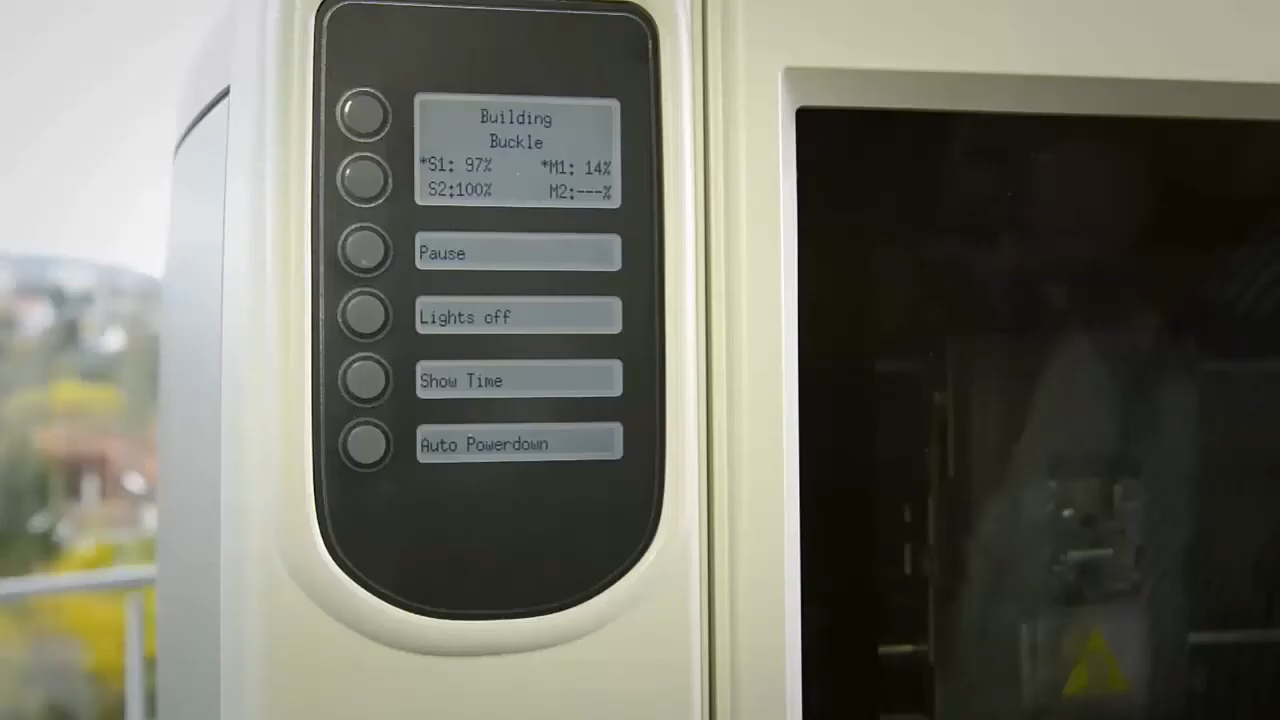 Building
Buckle
*S1: 97% *M1: 14%
S2:100% M2:---%
Pause
Lights off
Show Time
Auto Powerdown